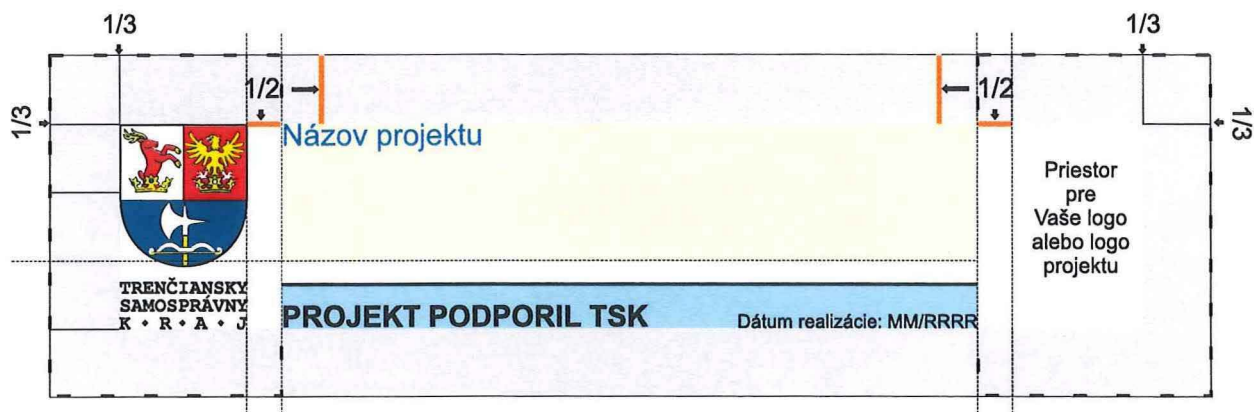 1/3
1/3
1/2
1/2
1/3
1/3
Názov projektu
Priestor
pre
Vaše logo
alebo logo
projektu
TRENČIANSKY
SAMOSPRÁVNY
K • R • A • J
PROJEKT PODPORIL TSK
Dátum realizácie: MM/RRRR